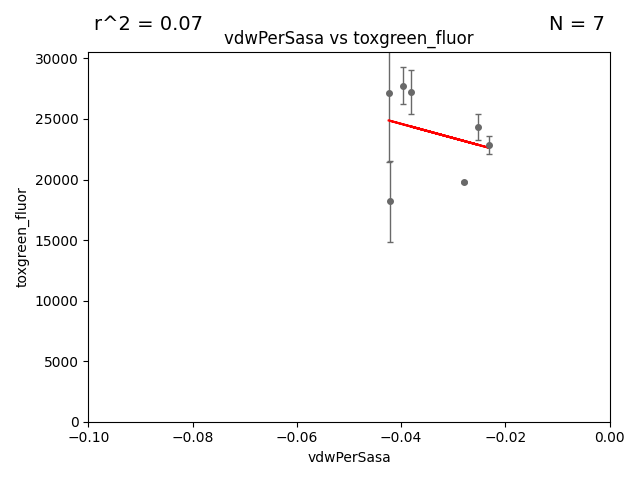 r^2 = 0.07
N = 7
vdwPerSasa vs toxgreen_fluor
30000
25000
20000
15000
10000
5000
0
toxgreen_fluor
−0.10
−0.08
−0.06
−0.04
−0.02
0.00
vdwPerSasa